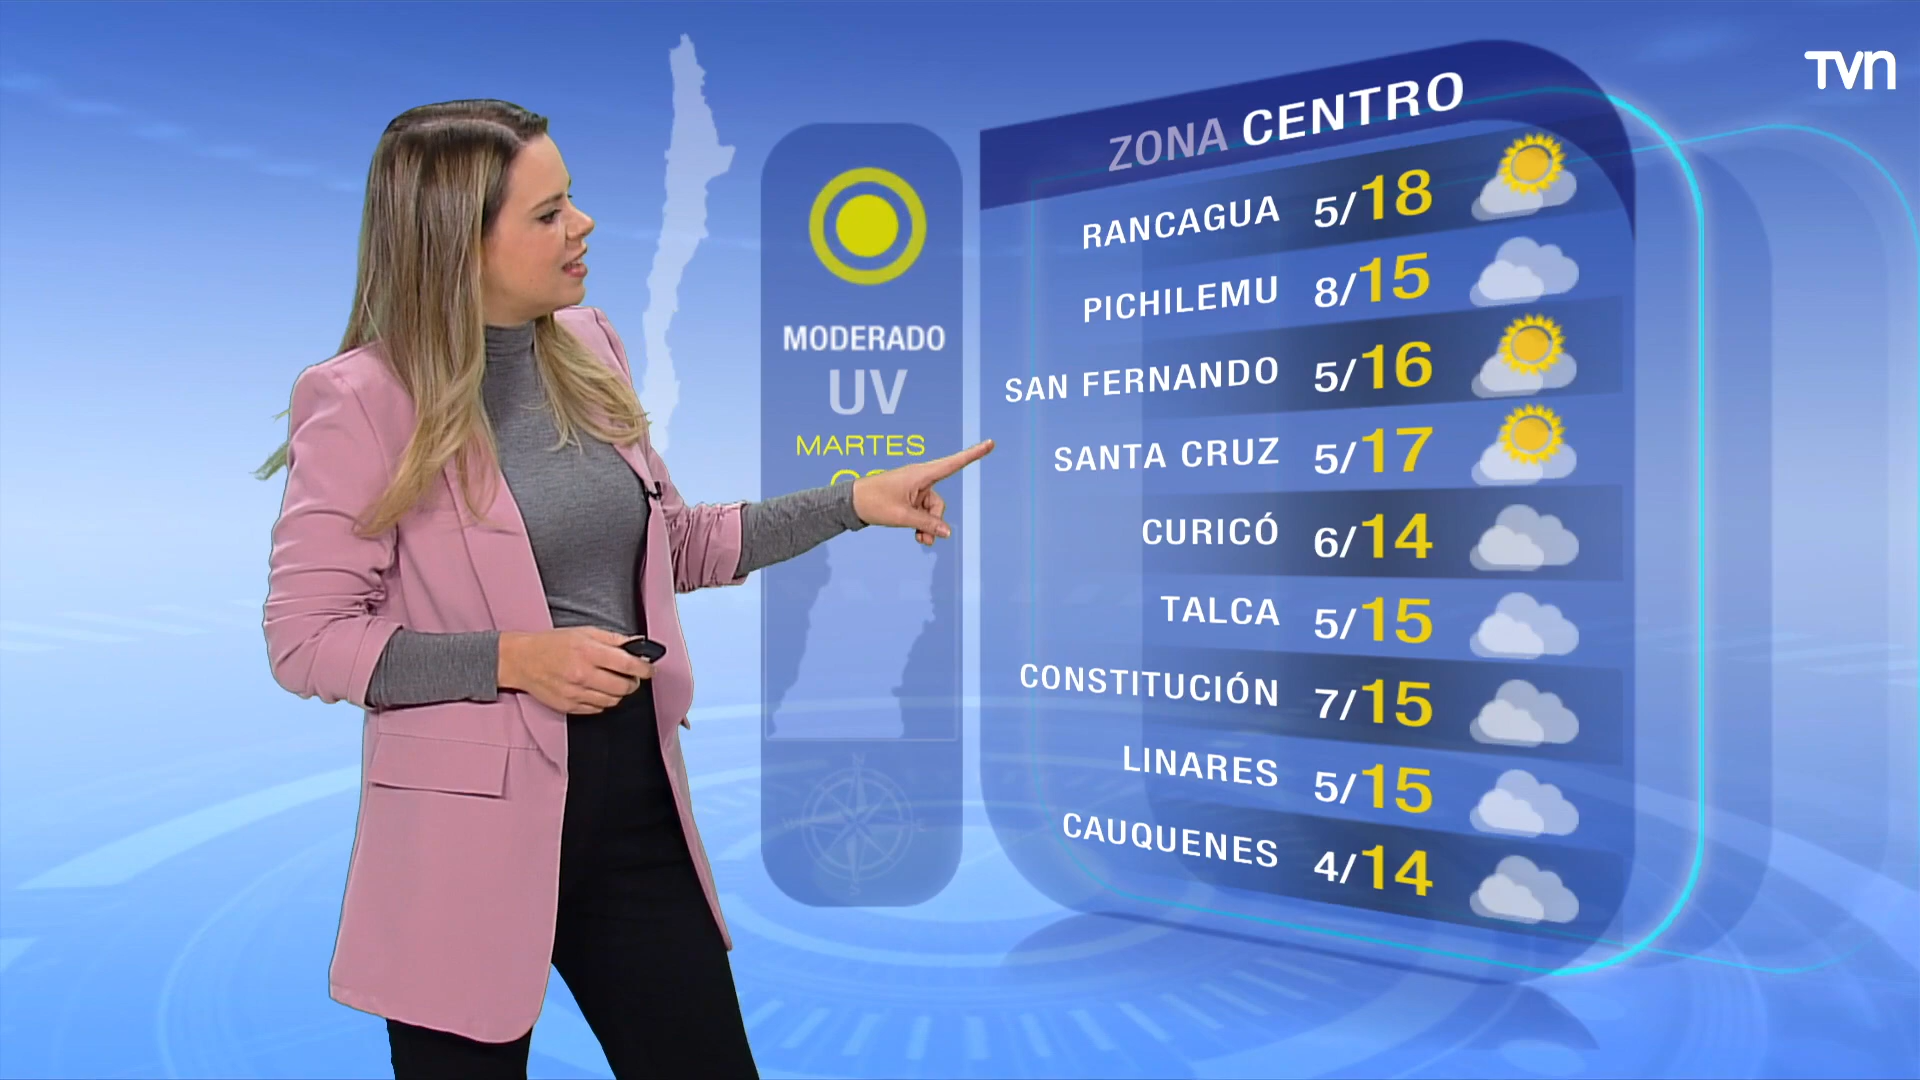 TVN
ZONA CENTRO
MODERADO
UV
MARTES
RANCAGUA 5/18
PICHILEMU 8/15
SAN FERNANDO 5/16
SANTA CRUZ 5/17
CURICÓ 6/14
TALCA 5/15
CONSTITUCIÓN 7/15
LINARES 5/15
CAUQUENES 4/14
N
S